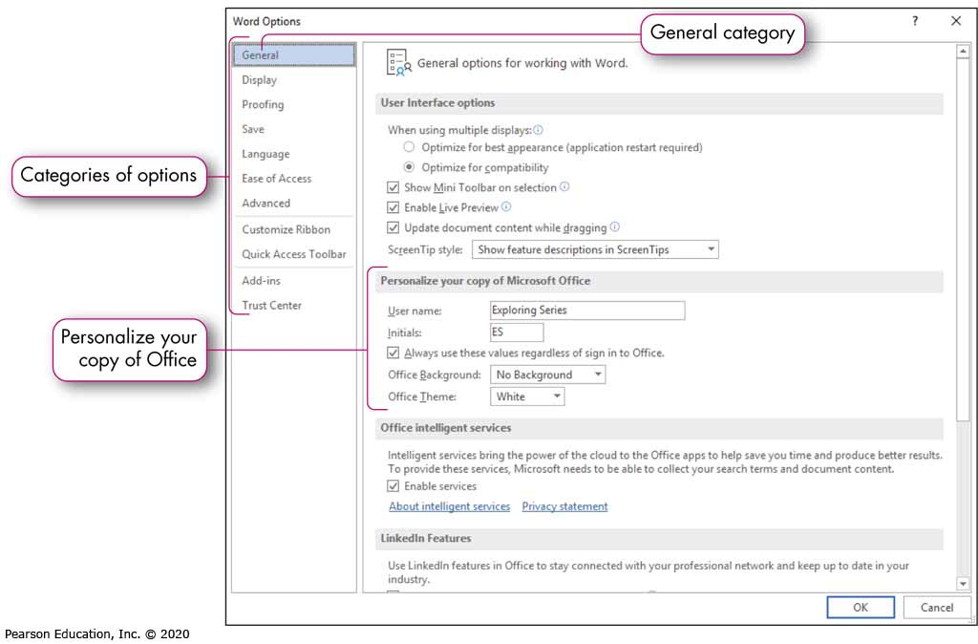 Word Options
General category
General
Display
Proofing
Save
Language
Ease of Access
Advanced
Customize Ribbon
Quick Access Toolbar
Add-ins
Trust Center
Categories of options
Personalize your
copy of Office
General options for working with Word.
User Interface options
When using multiple displays:
Optimize for best appearance (application restart required)
Optimize for compatibility
Show Mini Toolbar on selection
Enable Live Preview
Update document content while dragging
ScreenTip style: Show feature descriptions in ScreenTips
Personalize your copy of Microsoft Office
User name: Exploring Series
Initials: ES
Always use these values regardless of sign in to Office.
Office Background: No Background
Office Theme: White
Office intelligent services
Intelligent services bring the power of the cloud to the Office apps to help save you time and produce better results.
To provide these services, Microsoft needs to be able to collect your search terms and document content.
Enable services
About intelligent services Privacy statement
LinkedIn Features
Use LinkedIn features in Office to stay connected with your professional network and keep up to date in your
industry.
OK Cancel
Pearson Education, Inc. © 2020